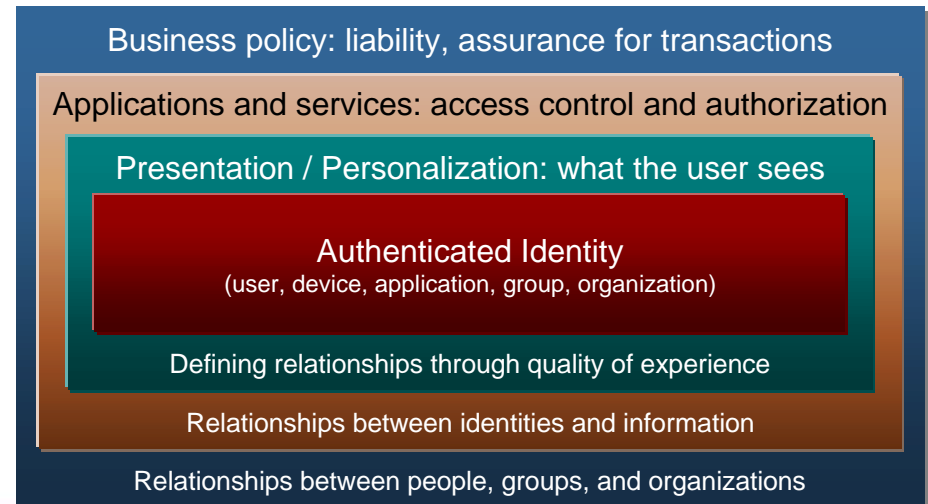 Business policy: liability, assurance for transactions
Applications and services: access control and authorization
Presentation / Personalization: what the user sees
Authenticated Identity
(user, device, application, group, organization)
Defining relationships through quality of experience
Relationships between identities and information
Relationships between people, groups, and organizations